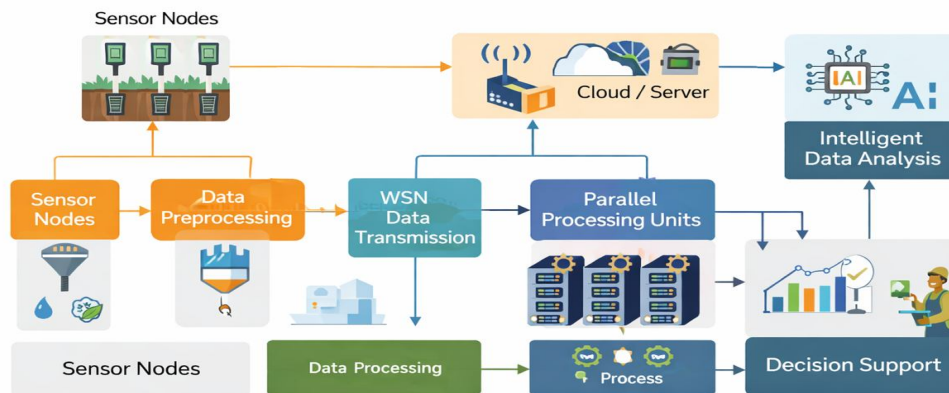 Sensor Nodes
Cloud / Server
IAI
AI
Intelligent
Data Analysis
Sensor
Nodes
Data
Preprocessing
WSN
Data
Transmission
Parallel
Processing Units
Sensor Nodes
Data Processing
Process
Decision Support